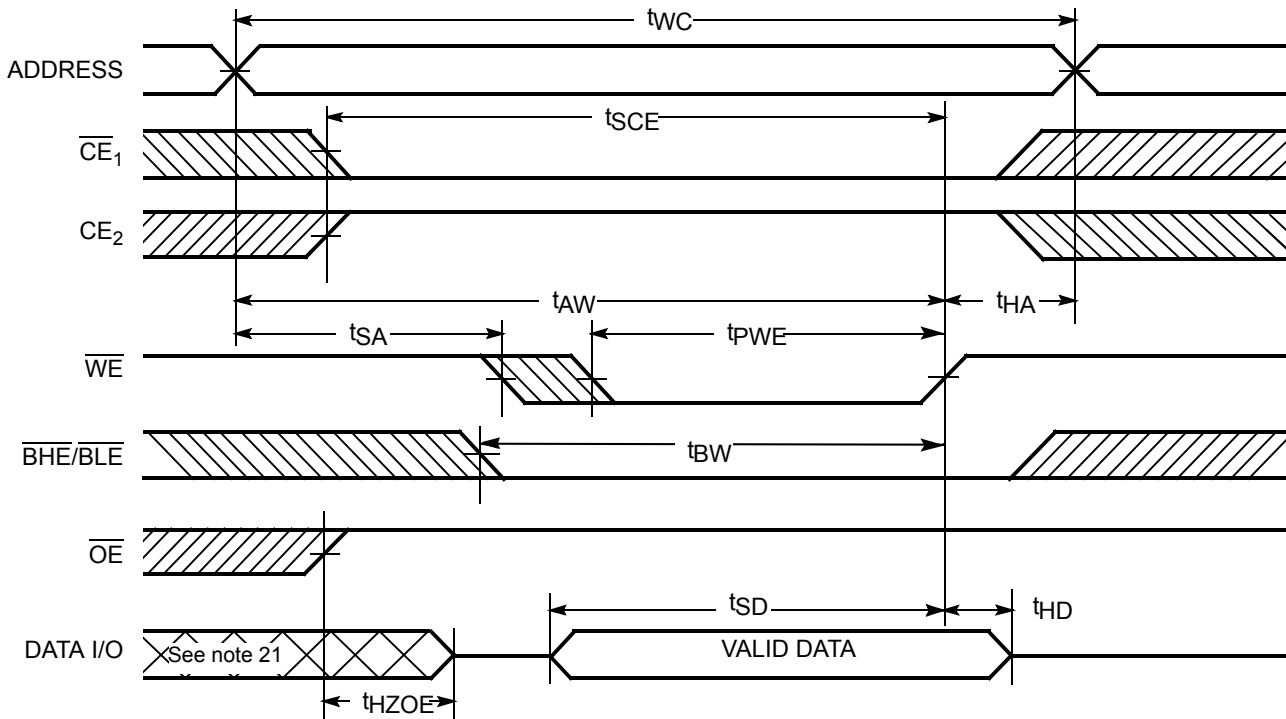 tWC
ADDRESS
tSCE
CE1
CE2
tAW
tHA
tSA
tPWE
WE
BHE/BLE
tBW
OE
tSD
tHD
DATA I/O
See note 21
VALID DATA
tHZOE